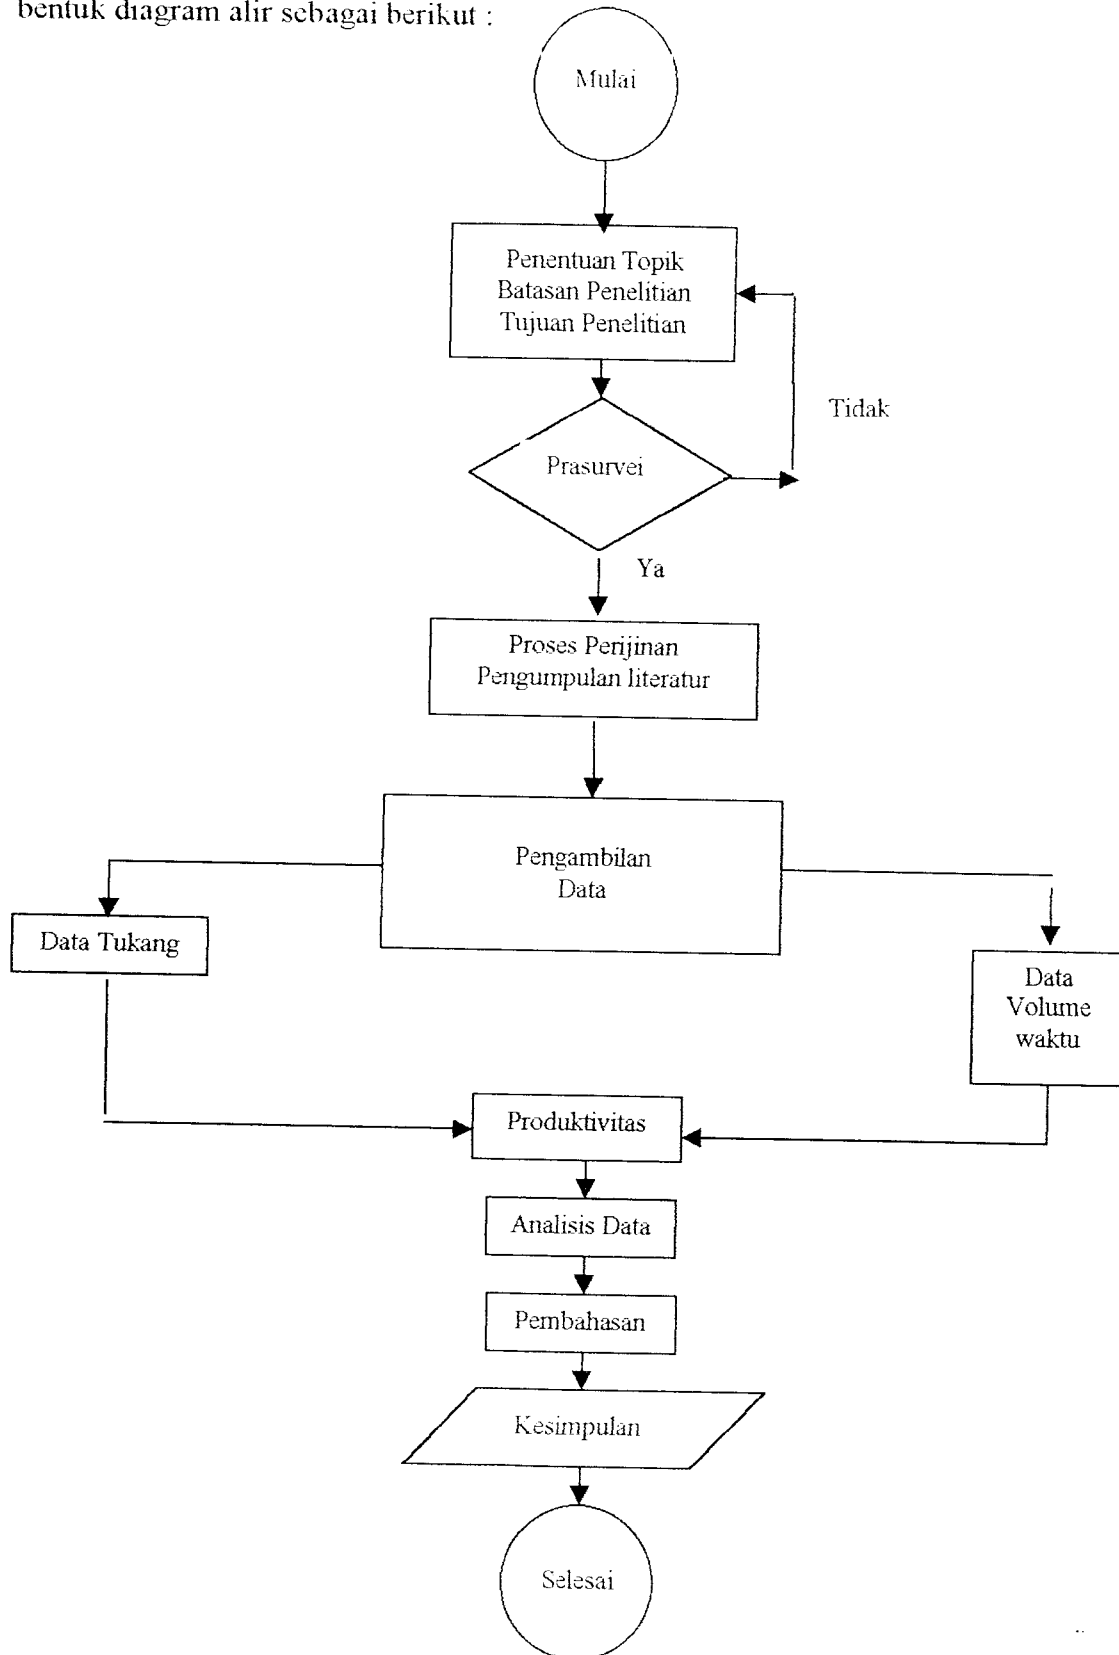 bentuk diagram alir sebagai berikut :
Mulai
Penentuan Topik
Batasan Penelitian
Tujuan Penelitian
Tidak
Prasurvei
Ya
Proses Perijinan
Pengumpulan literatur
Pengambilan
Data
Data Tukang
Data
Volume
waktu
Produktivitas
Analisis Data
Pembahasan
Kesimpulan
Selesai